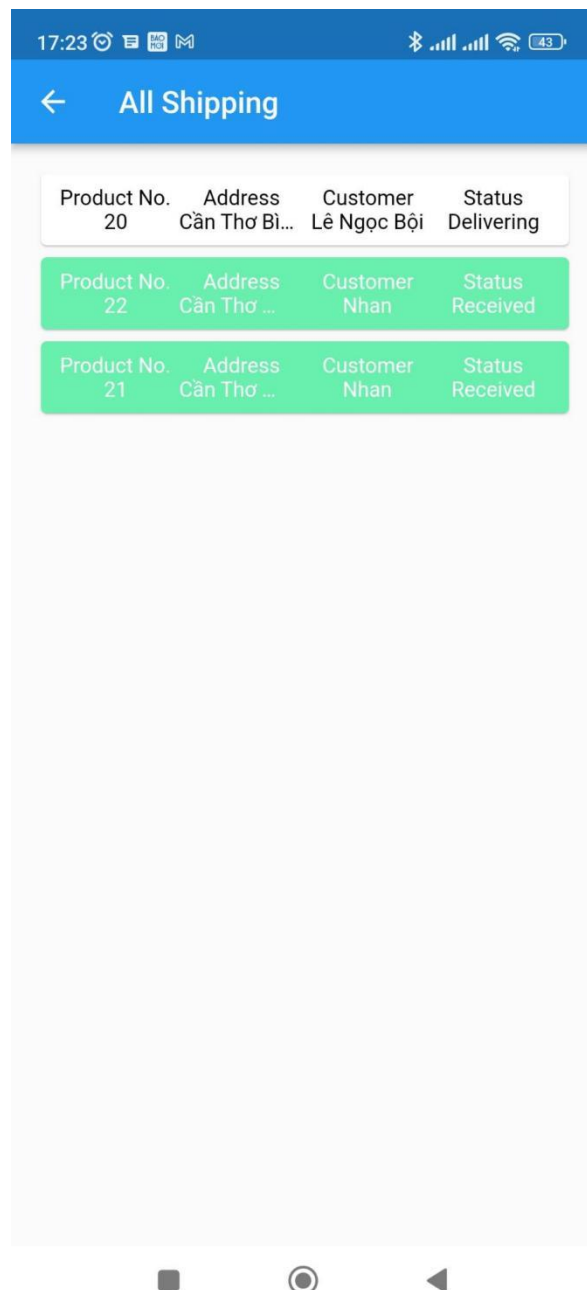 17:23 BAO MOI 43
All Shipping
Product No. Address Customer Status
20 Cần Thơ Bì... Lê Ngọc Bội Delivering
Product No. Address Customer Status
22 Cần Thơ ... Nhan Received
Product No. Address Customer Status
21 Cần Thơ ... Nhan Received